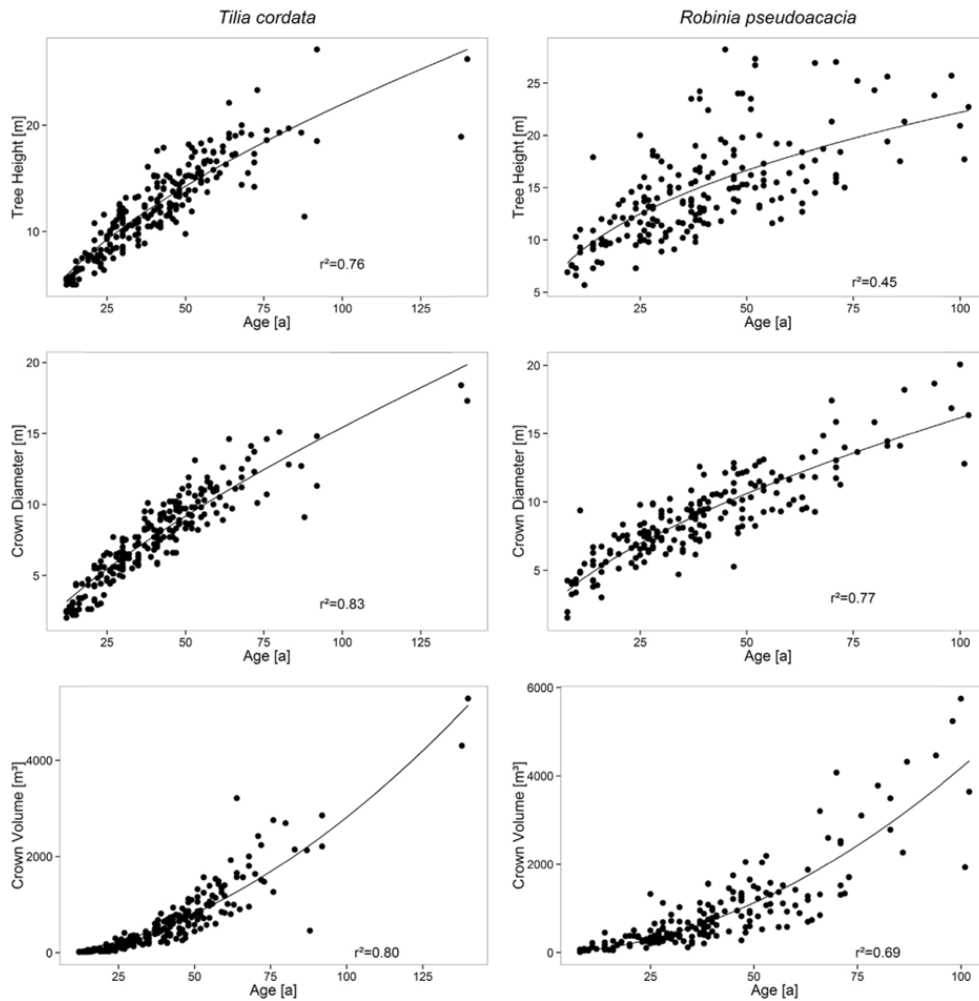 Tilia cordata
Robinia pseudoacacia
Tree Height [m]
20
10
r²=0.76
25 50 75 100 125
Age [a]
Tree Height [m]
25
20
15
10
5
r²=0.45
25 50 75 100
Age [a]
Crown Diameter [m]
20
15
10
5
r²=0.83
25 50 75 100 125
Age [a]
Crown Diameter [m]
20
15
10
5
r²=0.77
25 50 75 100
Age [a]
Crown Volume [m³]
4000
2000
0
r²=0.80
25 50 75 100 125
Age [a]
Crown Volume [m³]
6000
4000
2000
0
r²=0.69
25 50 75 100
Age [a]